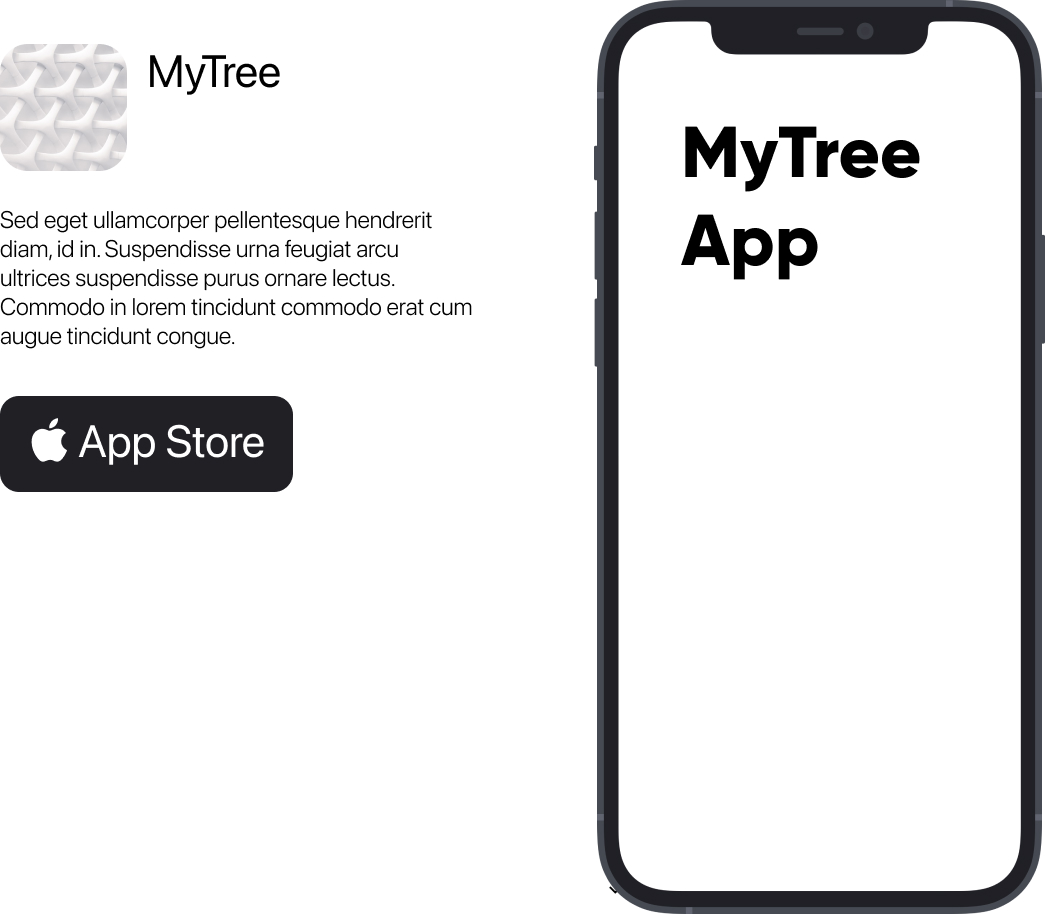 MyTree
Sed eget ullamcorper pellentesque hendrerit
diam, id in. Suspendisse urna feugiat arcu
ultrices suspendisse purus ornare lectus.
Commodo in lorem tincidunt commodo erat cum
augue tincidunt congue.
App Store
MyTree
App